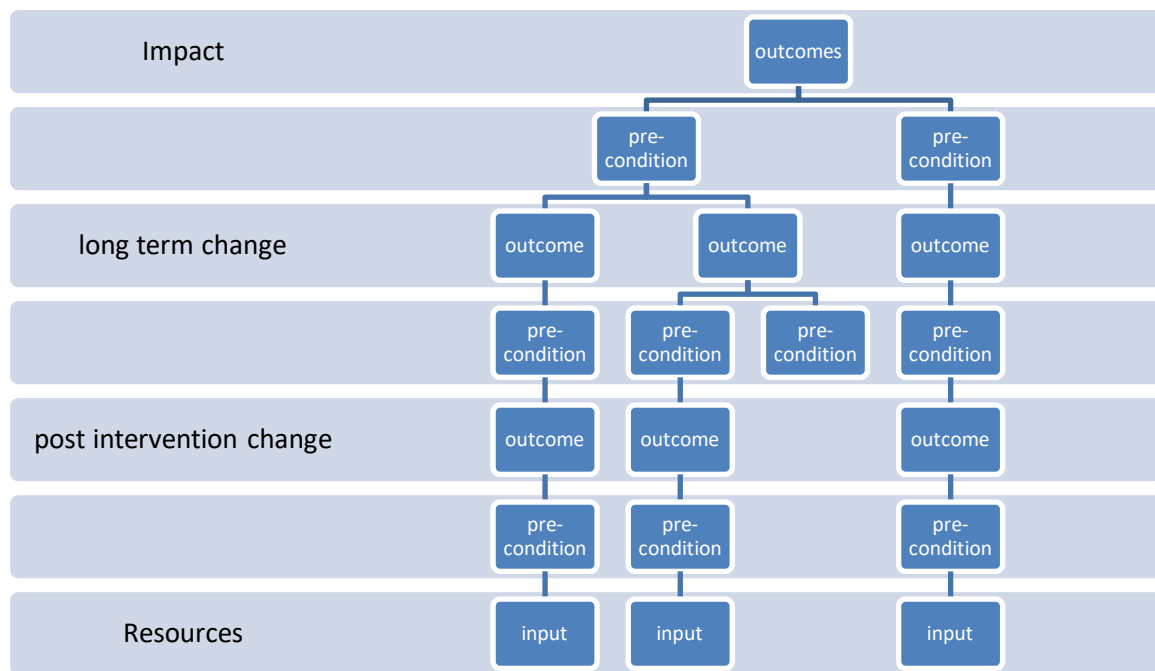 Impact
outcomes
pre-
condition
pre-
condition
long term change
outcome
outcome
outcome
pre-
condition
pre-
condition
pre-
condition
pre-
condition
post intervention change
outcome
outcome
outcome
pre-
condition
pre-
condition
pre-
condition
Resources
input
input
input